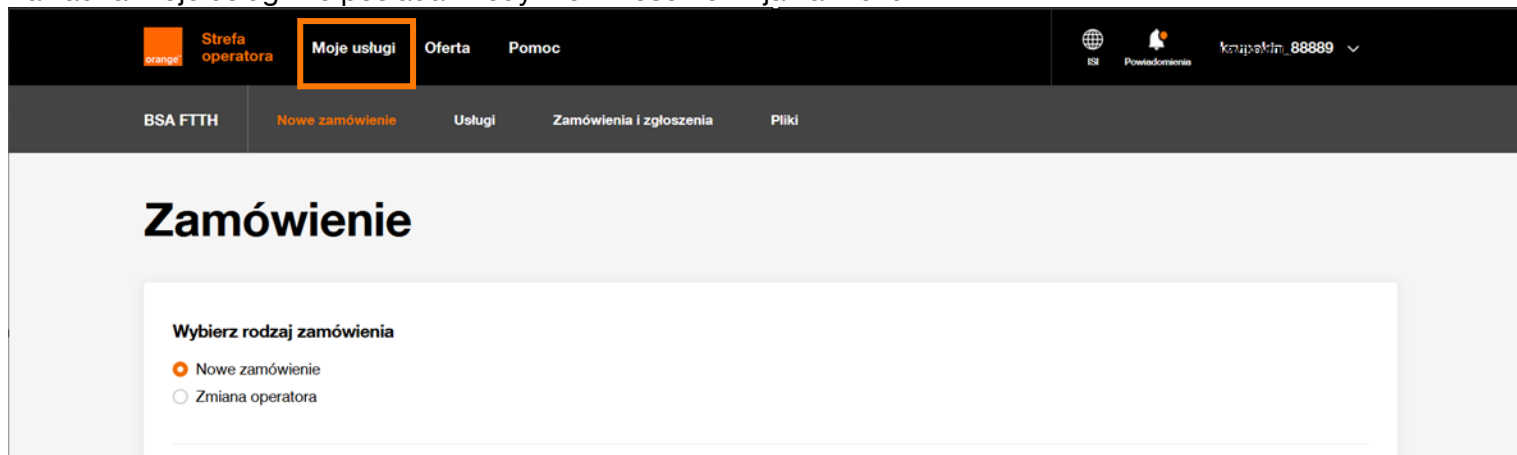 Strefa
operatora
orange
Moje usługi
Oferta
Pomoc
ISI
Powiadomienia
88889
BSA FTTH
Nowe zamówienie
Usługi
Zamówienia i zgłoszenia
Pliki
Zamówienie
Wybierz rodzaj zamówienia
Nowe zamówienie
Zmiana operatora